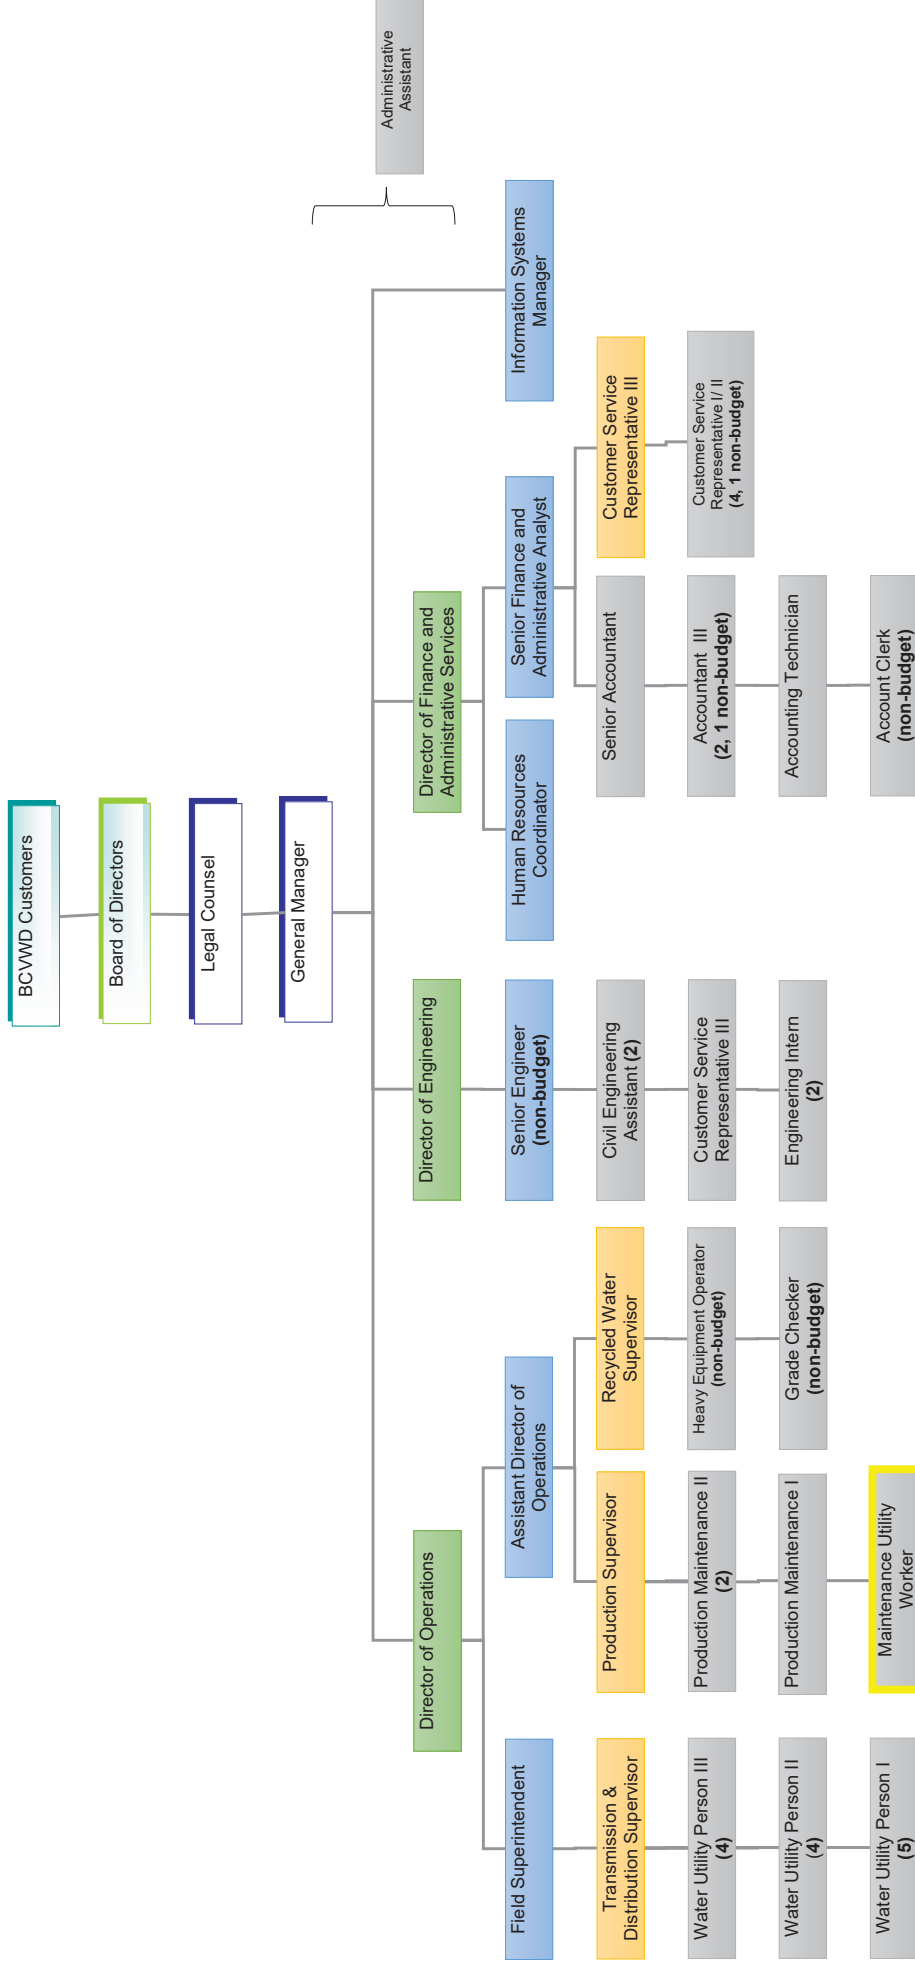 BCVWD Customers
Board of Directors
Legal Counsel
General Manager
Administrative
Assistant
Director of Operations
Director of Engineering
Director of Finance and
Administrative Services
Field Superintendent
Assistant Director of
Operations
Senior Engineer
(non-budget)
Human Resources
Coordinator
Senior Finance and
Administrative Analyst
Information Systems
Manager
Transmission &
Distribution Supervisor
Production Supervisor
Recycled Water
Supervisor
Civil Engineering
Assistant (2)
Senior Accountant
Customer Service
Representative III
Water Utility Person III
(4)
Production Maintenance II
(2)
Heavy Equipment Operator
(non-budget)
Customer Service
Representative III
Accountant III
(2, 1 non-budget)
Customer Service
Representative I/ II
(4, 1 non-budget)
Water Utility Person II
(4)
Production Maintenance I
Grade Checker
(non-budget)
Engineering Intern
(2)
Accounting Technician
Water Utility Person I
(5)
Maintenance Utility
Worker
Account Clerk
(non-budget)